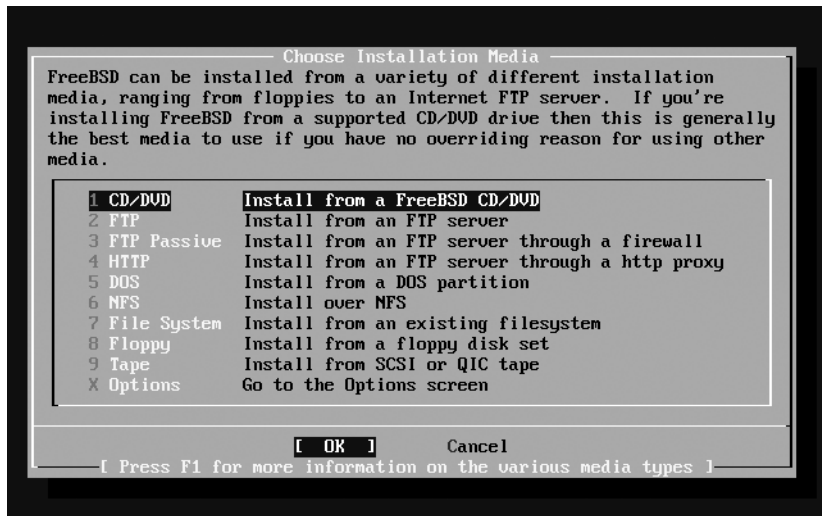 Choose Installation Media
FreeBSD can be installed from a variety of different installation
media, ranging from floppies to an Internet FTP server.  If you're
installing FreeBSD from a supported CD/DVD drive then this is generally
the best media to use if you have no overriding reason for using other
media.
1 CD/DVD Install from a FreeBSD CD/DVD
2 FTP Install from an FTP server
3 FTP Passive Install from an FTP server through a firewall
4 HTTP Install from an FTP server through a http proxy
5 DOS Install from a DOS partition
6 NFS Install over NFS
7 File System Install from an existing filesystem
8 Floppy Install from a floppy disk set
9 Tape Install from SCSI or QIC tape
X Options Go to the Options screen
[ OK ] Cancel
[ Press F1 for more information on the various media types ]